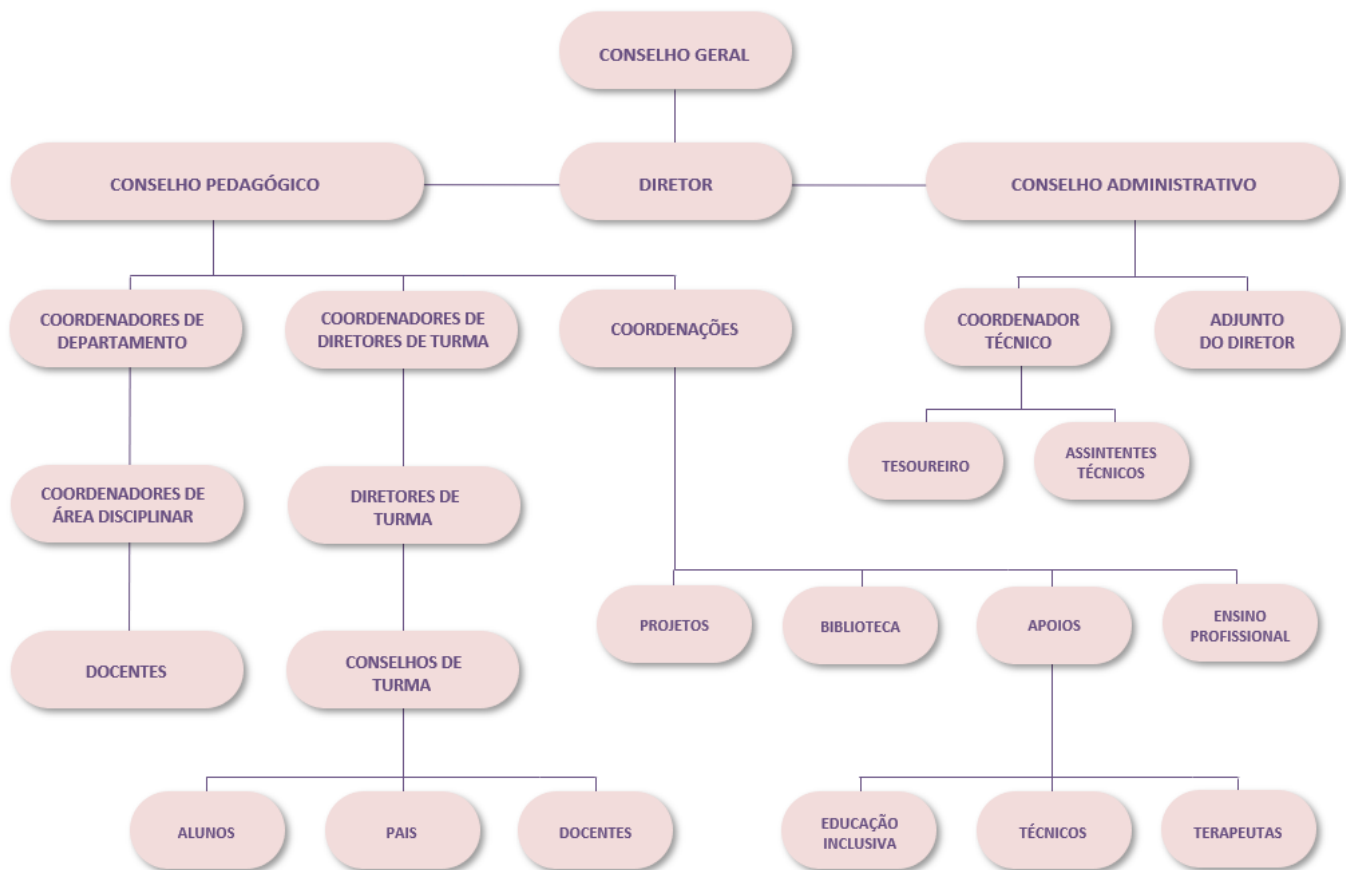 CONSELHO GERAL
CONSELHO PEDAGÓGICO
DIRETOR
CONSELHO ADMINISTRATIVO
COORDENADORES DE
DEPARTAMENTO
COORDENADORES DE
DIRETORES DE TURMA
COORDENAÇÕES
COORDENADOR
TÉCNICO
ADJUNTO
DO DIRETOR
TESOUREIRO
ASSINTENTES
TÉCNICOS
COORDENADORES DE
ÁREA DISCIPLINAR
DIRETORES DE
TURMA
PROJETOS
BIBLIOTECA
APOIOS
ENSINO
PROFISSIONAL
DOCENTES
CONSELHOS DE
TURMA
ALUNOS
PAIS
DOCENTES
EDUCAÇÃO
INCLUSIVA
TÉCNICOS
TERAPEUTAS